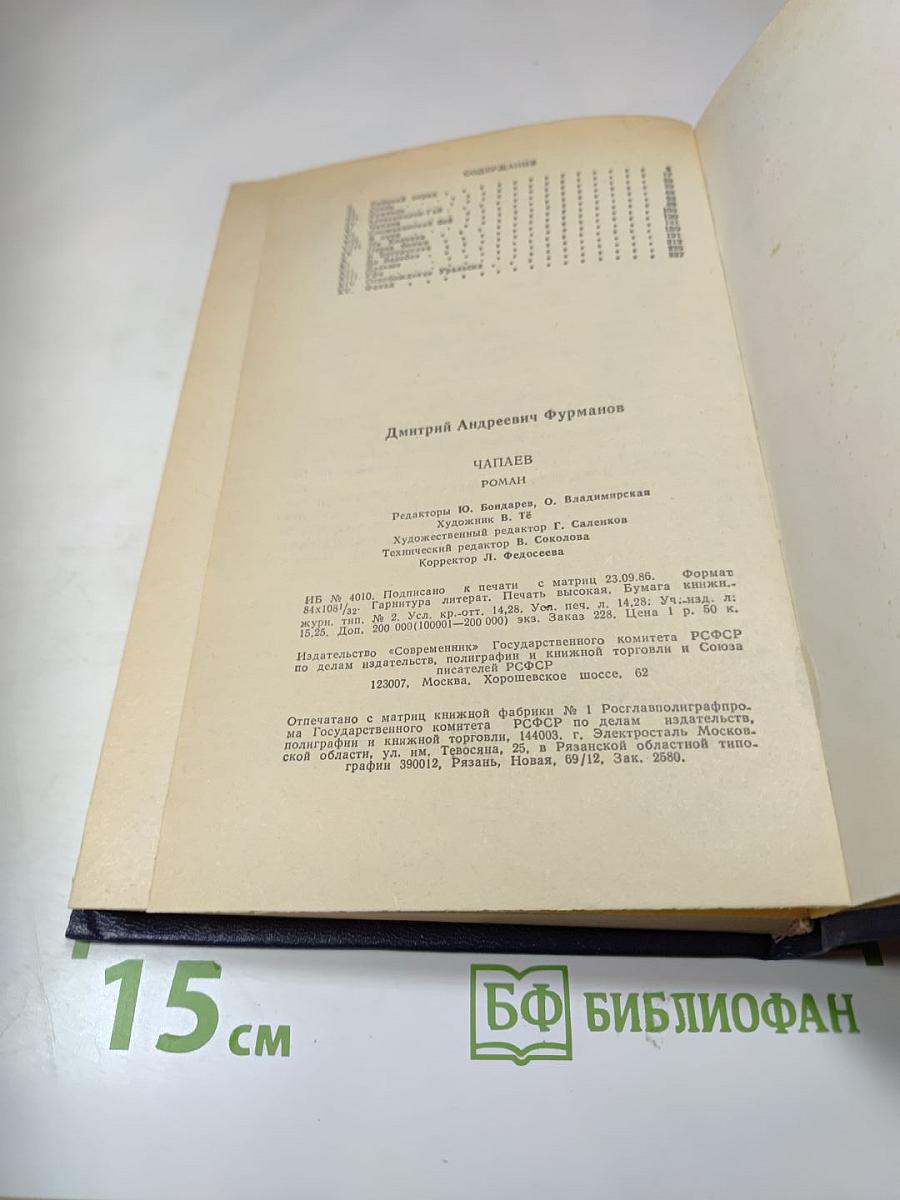 СОДЕРЖАНИЕ
Освобождение Уральска
Финал
Дмитрий Андреевич Фурманов
ЧАПАЕВ
РОМАН
Редакторы Ю. Бондарев, О. Владимирская
Художник В. Тё
Художественный редактор Г. Саленков
Технический редактор В. Соколова
Корректор Л. Федосеева
ИБ № 4010. Подписано к печати с матриц 23.09.86. Формат
84х108 1/32. Гарнитура литерат. Печать высокая. Бумага книжн.-
журн. тип. № 2. Усл. кр.-отт. 14,28. Усл. печ. л. 14,28: Уч.-изд. л:
15,25. Доп. 200 000(100001—200 000) экз. Заказ 228. Цена 1 р. 50 к.
Издательство «Современник» Государственного комитета РСФСР
по делам издательств, полиграфии и книжной торговли и Союза
писателей РСФСР
123007, Москва, Хорошевское шоссе, 62
Отпечатано с матриц книжной фабрики № 1 Росглавполиграфпро-
ма Государственного комитета РСФСР по делам издательств,
полиграфии и книжной торговли, 144003. г. Электросталь Москов-
ской области, ул. им. Тевосяна, 25, в Рязанской областной типо-
графии 390012, Рязань, Новая, 69/12, Зак. 2580.
15 см
БФ БИБЛИОФАН